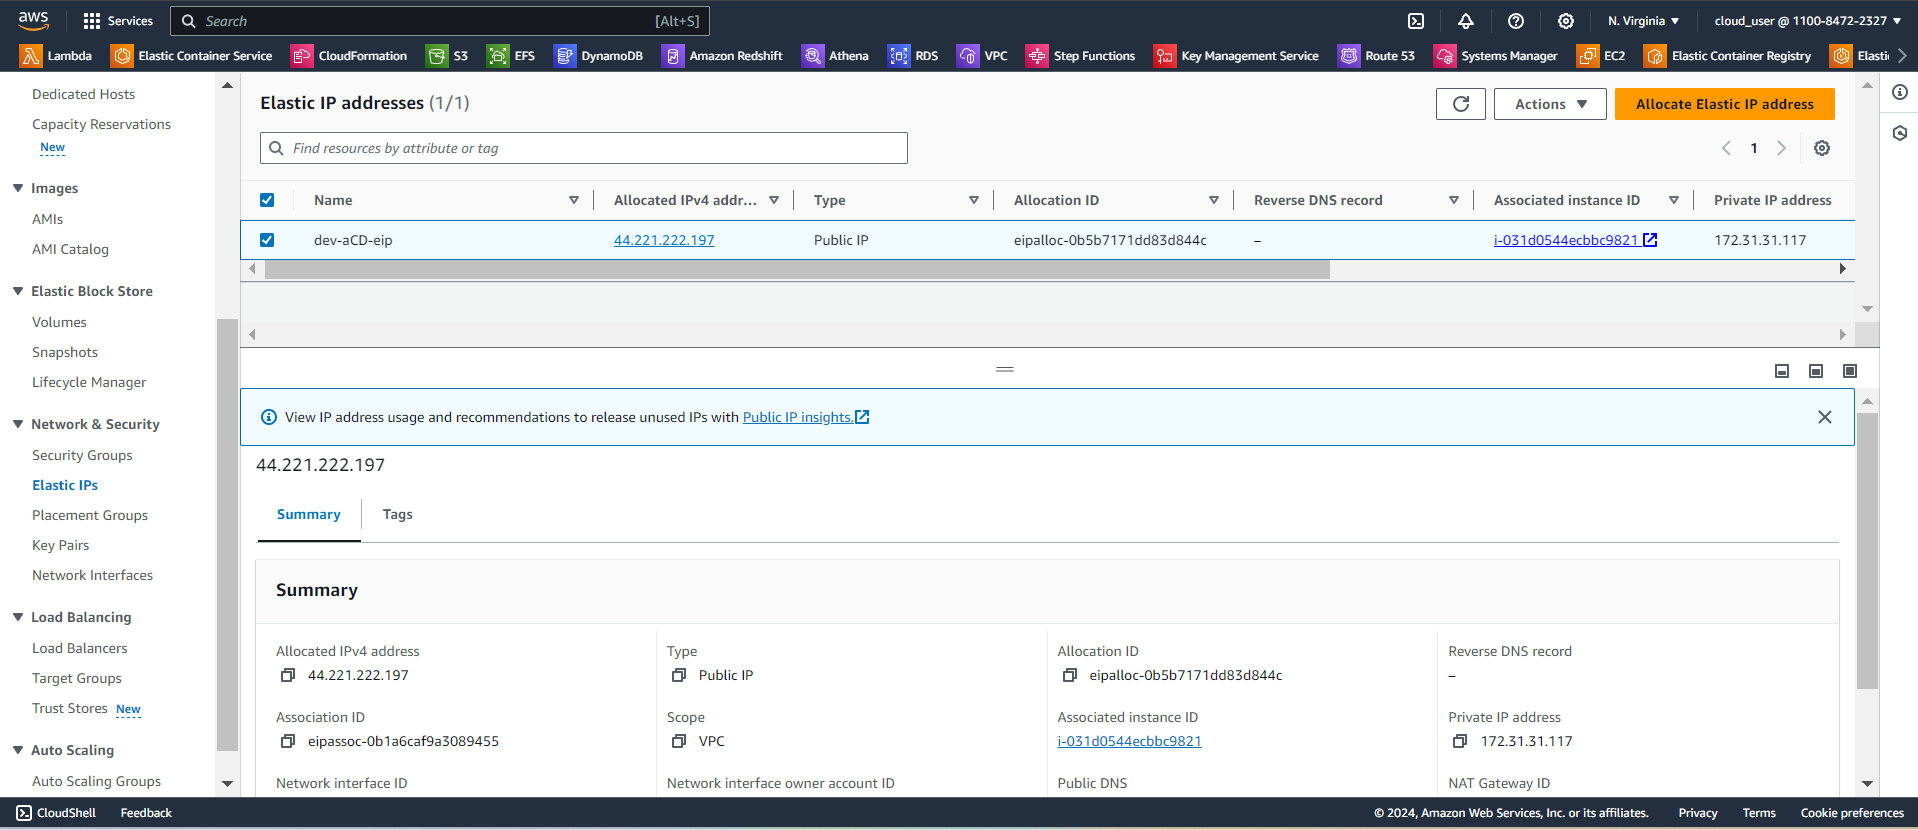 aws
Services
Search
[Alt+S]
N. Virginia
cloud_user @ 1100-8472-2327
Lambda
Elastic Container Service
CloudFormation
S3
EFS
DynamoDB
Amazon Redshift
Athena
RDS
VPC
Step Functions
Key Management Service
Route 53
Systems Manager
EC2
Elastic Container Registry
Elasti
Dedicated Hosts
Capacity Reservations
New
Images
AMIs
AMI Catalog
Elastic Block Store
Volumes
Snapshots
Lifecycle Manager
Network & Security
Security Groups
Elastic IPs
Placement Groups
Key Pairs
Network Interfaces
Load Balancing
Load Balancers
Target Groups
Trust Stores New
Auto Scaling
Auto Scaling Groups
Elastic IP addresses (1/1)
Actions
Allocate Elastic IP address
Find resources by attribute or tag
1
Name
Allocated IPv4 addr...
Type
Allocation ID
Reverse DNS record
Associated instance ID
Private IP address
dev-aCD-eip
44.221.222.197
Public IP
eipalloc-0b5b7171dd83d844c
–
i-031d0544ecbbc9821
172.31.31.117
View IP address usage and recommendations to release unused IPs with Public IP insights.
44.221.222.197
Summary
Tags
Summary
Allocated IPv4 address
44.221.222.197
Type
Public IP
Allocation ID
eipalloc-0b5b7171dd83d844c
Reverse DNS record
–
Association ID
eipassoc-0b1a6caf9a3089455
Scope
VPC
Associated instance ID
i-031d0544ecbbc9821
Private IP address
172.31.31.117
Network interface ID
Network interface owner account ID
Public DNS
NAT Gateway ID
CloudShell
Feedback
© 2024, Amazon Web Services, Inc. or its affiliates.
Privacy
Terms
Cookie preferences